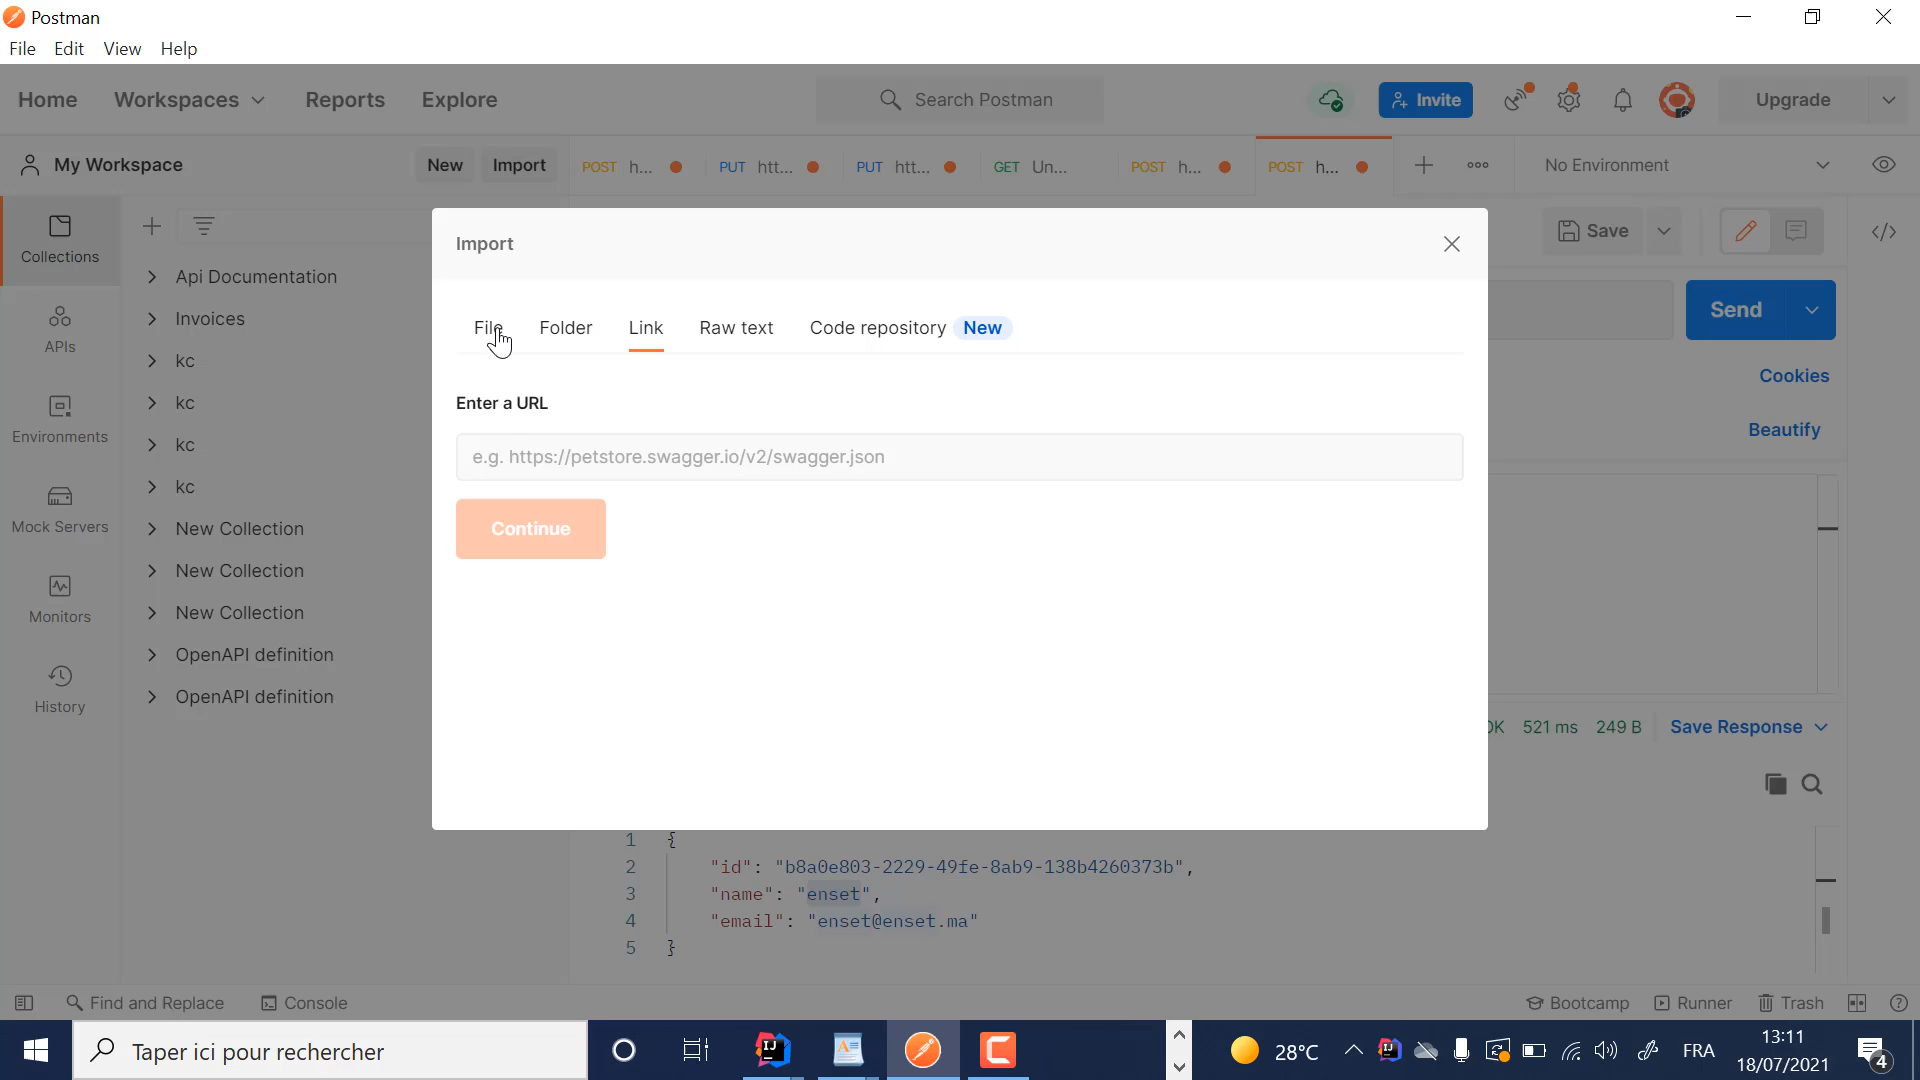 Postman
File Edit View Help
Home Workspaces Reports Explore Search Postman Invite Upgrade
My Workspace New Import POST h... PUT htt... PUT htt... GET Un... POST h... POST h... No Environment
Collections
APIs
Environments
Mock Servers
Monitors
History
Api Documentation
Invoices
kc
kc
kc
kc
New Collection
New Collection
New Collection
OpenAPI definition
OpenAPI definition
Save
Send
Cookies
Beautify
Import
File Folder Link Raw text Code repository New
Enter a URL
e.g. https://petstore.swagger.io/v2/swagger.json
Continue
OK 521 ms 249 B Save Response
1 {
2 "id": "b8a0e803-2229-49fe-8ab9-138b4260373b",
3 "name": "enset",
4 "email": "enset@enset.ma"
5 }
Find and Replace Console Bootcamp Runner Trash
Taper ici pour rechercher 28°C FRA 13:11
18/07/2021 4